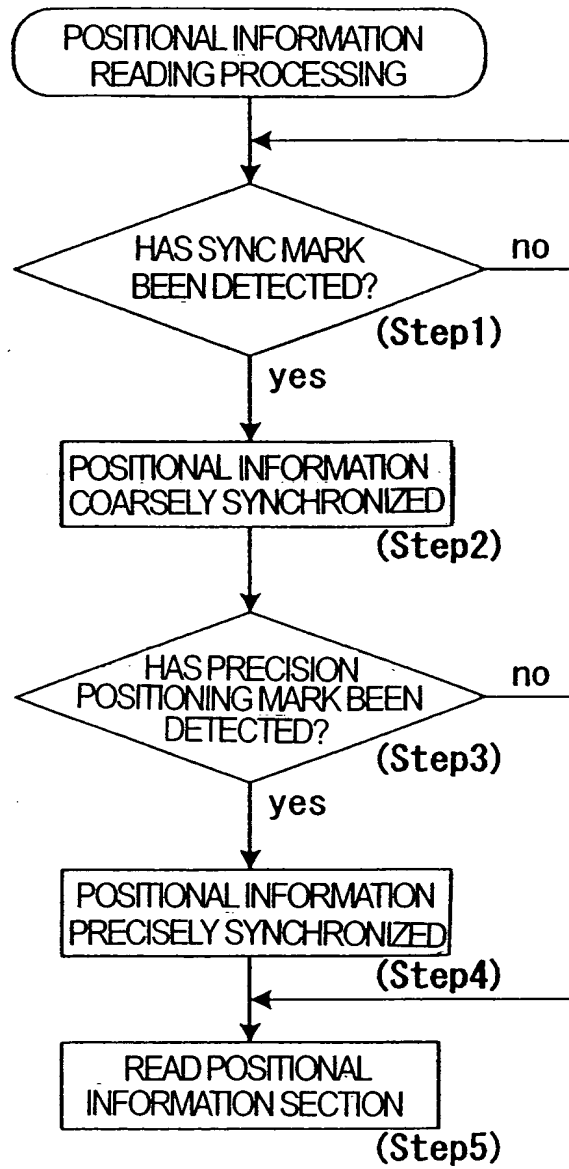 POSITIONAL INFORMATION
READING PROCESSING
HAS SYNC MARK
BEEN DETECTED?
no
(Step1)
yes
POSITIONAL INFORMATION
COARSELY SYNCHRONIZED
(Step2)
HAS PRECISION
POSITIONING MARK BEEN
DETECTED?
no
(Step3)
yes
POSITIONAL INFORMATION
PRECISELY SYNCHRONIZED
(Step4)
READ POSITIONAL
INFORMATION SECTION
(Step5)